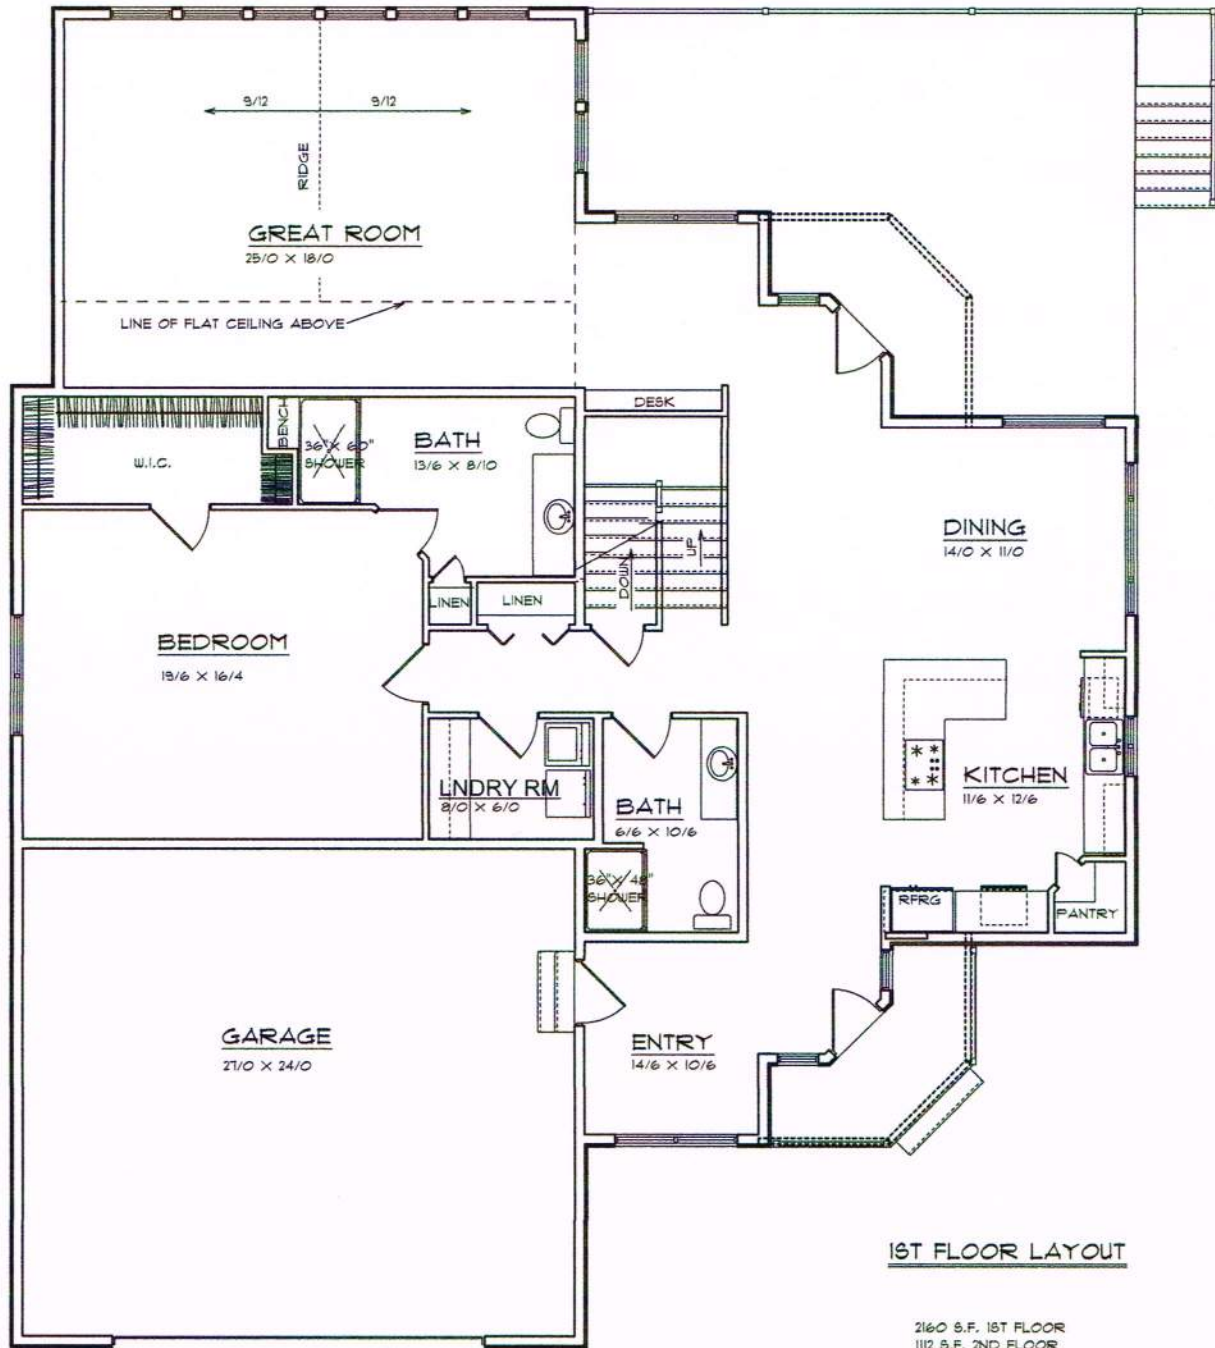 9/12 9/12
RIDGE
GREAT ROOM
25/0 X 18/0
LINE OF FLAT CEILING ABOVE
DESK
BENCH
36" X 60"
SHOWER
BATH
13/6 X 8/10
W.I.C.
DINING
14/0 X 11/0
UP
DOWN
LINEN
LINEN
BEDROOM
19/6 X 16/4
KITCHEN
11/6 X 12/6
LNDRY RM
8/0 X 6/0
BATH
6/6 X 10/6
36" X 48"
SHOWER
RFRG
PANTRY
GARAGE
27/0 X 24/0
ENTRY
14/6 X 10/6
1ST FLOOR LAYOUT
2160 S.F. 1ST FLOOR
1112 S.F. 2ND FLOOR